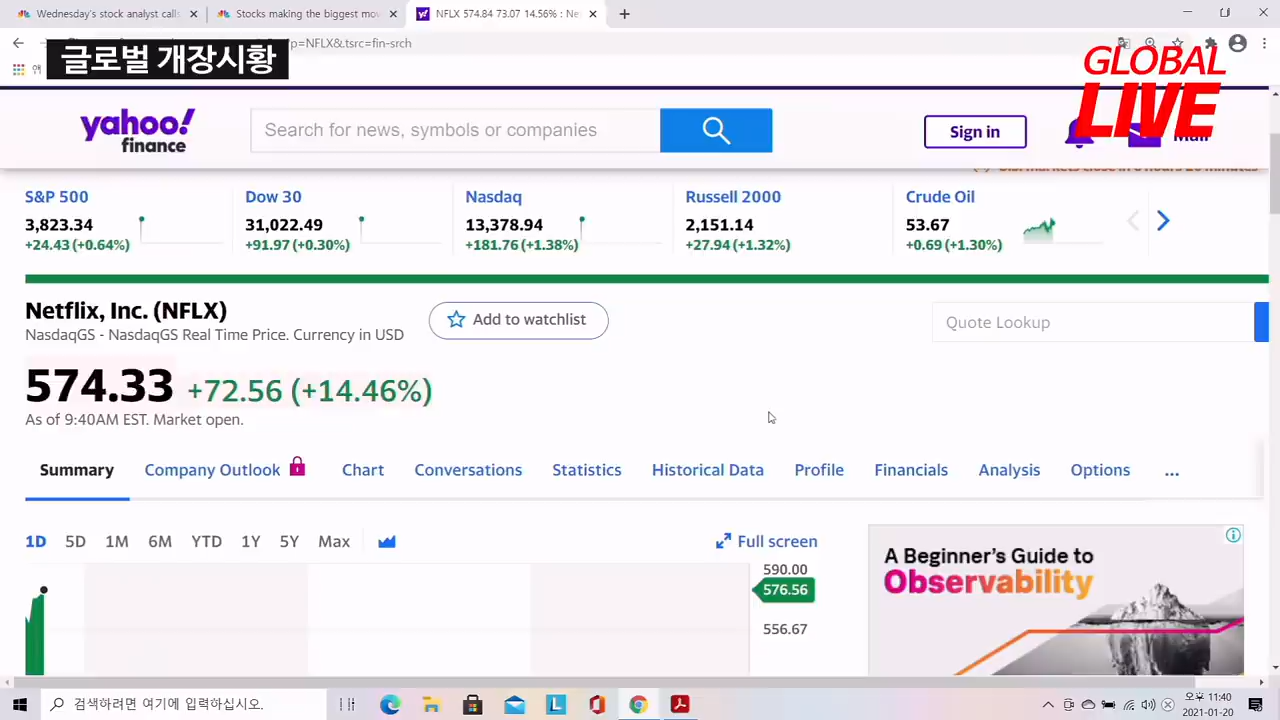 Wednesday's stock analyst calls
Stocks making the biggest mov
NFLX 574.84 73.07 14.56% : Ne
p=NFLX&.tsrc=fin-srch
글로벌 개장시황
GLOBAL
LIVE
yahoo!
finance
Search for news, symbols or companies
Sign in
Mail
U.S. markets close in 6 hours 20 minutes
S&P 500
3,823.34
+24.43 (+0.64%)
Dow 30
31,022.49
+91.97 (+0.30%)
Nasdaq
13,378.94
+181.76 (+1.38%)
Russell 2000
2,151.14
+27.94 (+1.32%)
Crude Oil
53.67
+0.69 (+1.30%)
Netflix, Inc. (NFLX)
NasdaqGS - NasdaqGS Real Time Price. Currency in USD
Add to watchlist
Quote Lookup
574.33 +72.56 (+14.46%)
As of 9:40AM EST. Market open.
Summary Company Outlook Chart Conversations Statistics Historical Data Profile Financials Analysis Options ...
1D 5D 1M 6M YTD 1Y 5Y Max
Full screen
590.00
576.56
556.67
A Beginner's Guide to
Observability
검색하려면 여기에 입력하십시오.
오후 11:40
2021-01-20